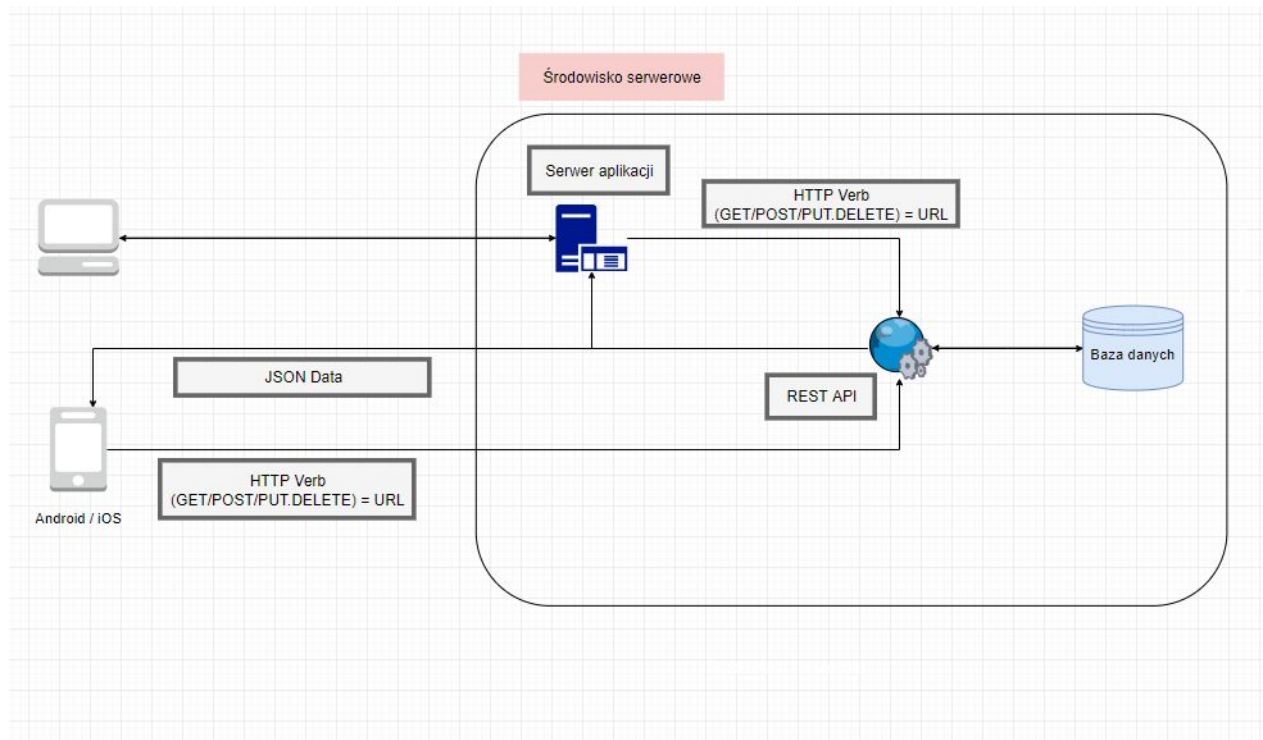 Środowisko serwerowe
Serwer aplikacji
HTTP Verb
(GET/POST/PUT.DELETE) = URL
Baza danych
JSON Data
REST API
HTTP Verb
(GET/POST/PUT.DELETE) = URL
Android / iOS